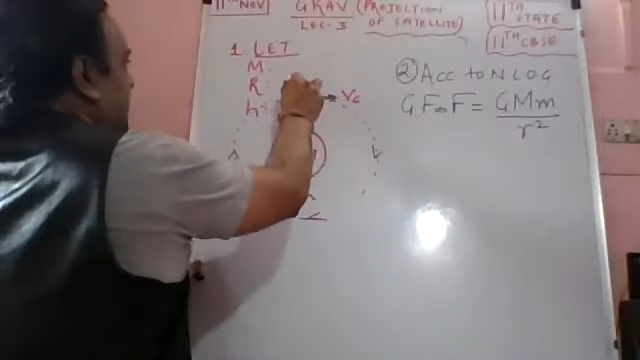 11TH NOV
GRAV (PROJECTION
LEC-3 OF SATELLITE)
11TH STATE
11TH CBSE
1 LET
M
R
h
Vc
② ACC to N L O G
GF⇒F = GMm
r²